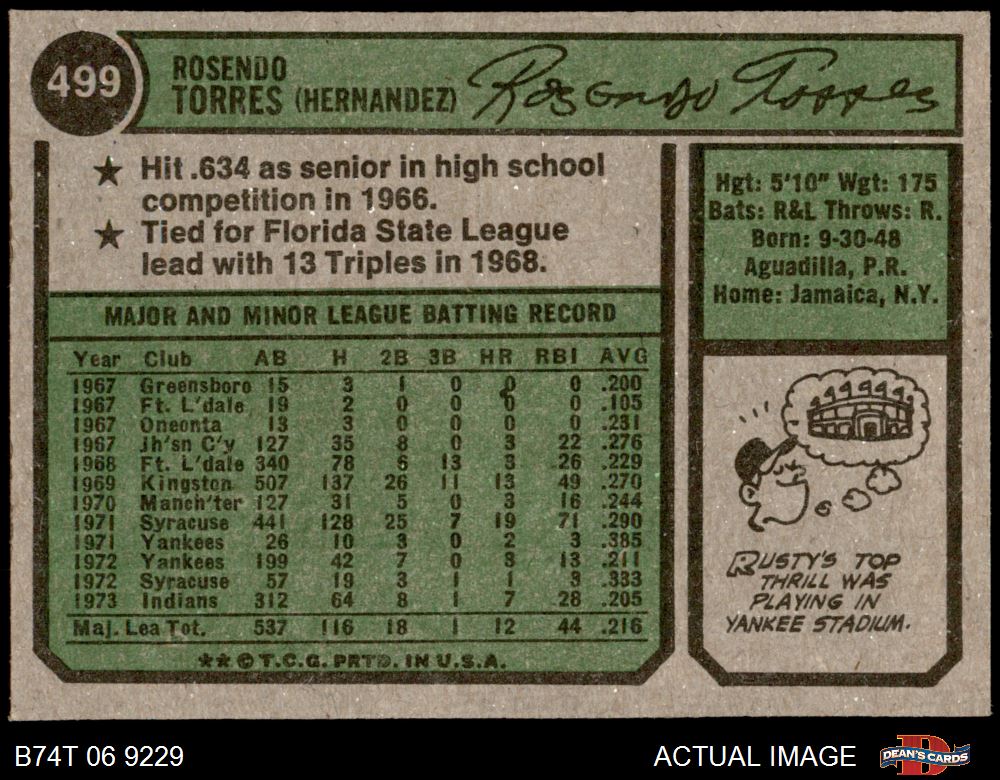 499
ROSENDO
TORRES (HERNANDEZ) Rosendo Torres
★ Hit .634 as senior in high school
competition in 1966.
★ Tied for Florida State League
lead with 13 Triples in 1968.
MAJOR AND MINOR LEAGUE BATTING RECORD
Year Club AB H 2B 3B HR RBI AVG
1967 Greensboro 15 3 1 0 0 0 .200
1967 Ft. L'dale 19 2 0 0 0 0 .105
1967 Oneonta 13 3 0 0 0 0 .231
1967 Jh'sn C'y 127 35 8 0 3 22 .276
1968 Ft. L'dale 340 78 6 13 3 26 .229
1969 Kingston 507 137 26 11 13 49 .270
1970 Manch'ter 127 31 5 0 3 16 .244
1971 Syracuse 441 128 25 7 19 71 .290
1971 Yankees 26 10 3 0 2 3 .385
1972 Yankees 199 42 7 0 3 13 .211
1972 Syracuse 57 19 3 1 1 3 .333
1973 Indians 312 64 8 1 7 28 .205
Maj. Lea Tot. 537 116 18 1 12 44 .216
★★ © T.C.G. PRTD. IN U.S.A.
Hgt: 5'10" Wgt: 175
Bats: R&L Throws: R.
Born: 9-30-48
Aguadilla, P.R.
Home: Jamaica, N.Y.
RUSTY'S TOP
THRILL WAS
PLAYING IN
YANKEE STADIUM.
B74T 06 9229 ACTUAL IMAGE DEAN'S CARDS